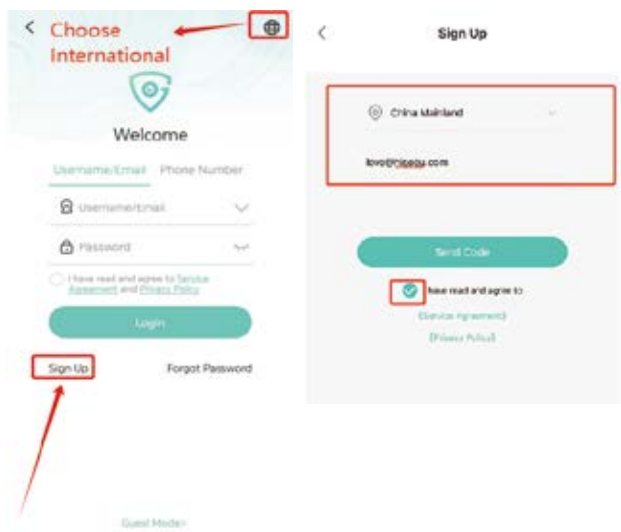 Choose
International
Welcome
Username/Email Phone Number
Username/Email
Password
I have read and agree to Service
Agreement and Privacy Policy
Login
Sign Up Forgot Password
Guest Mode>
Sign Up
China Mainland
.com
Send Code
have read and agree to
(Service Agreement)
(Privacy Policy)